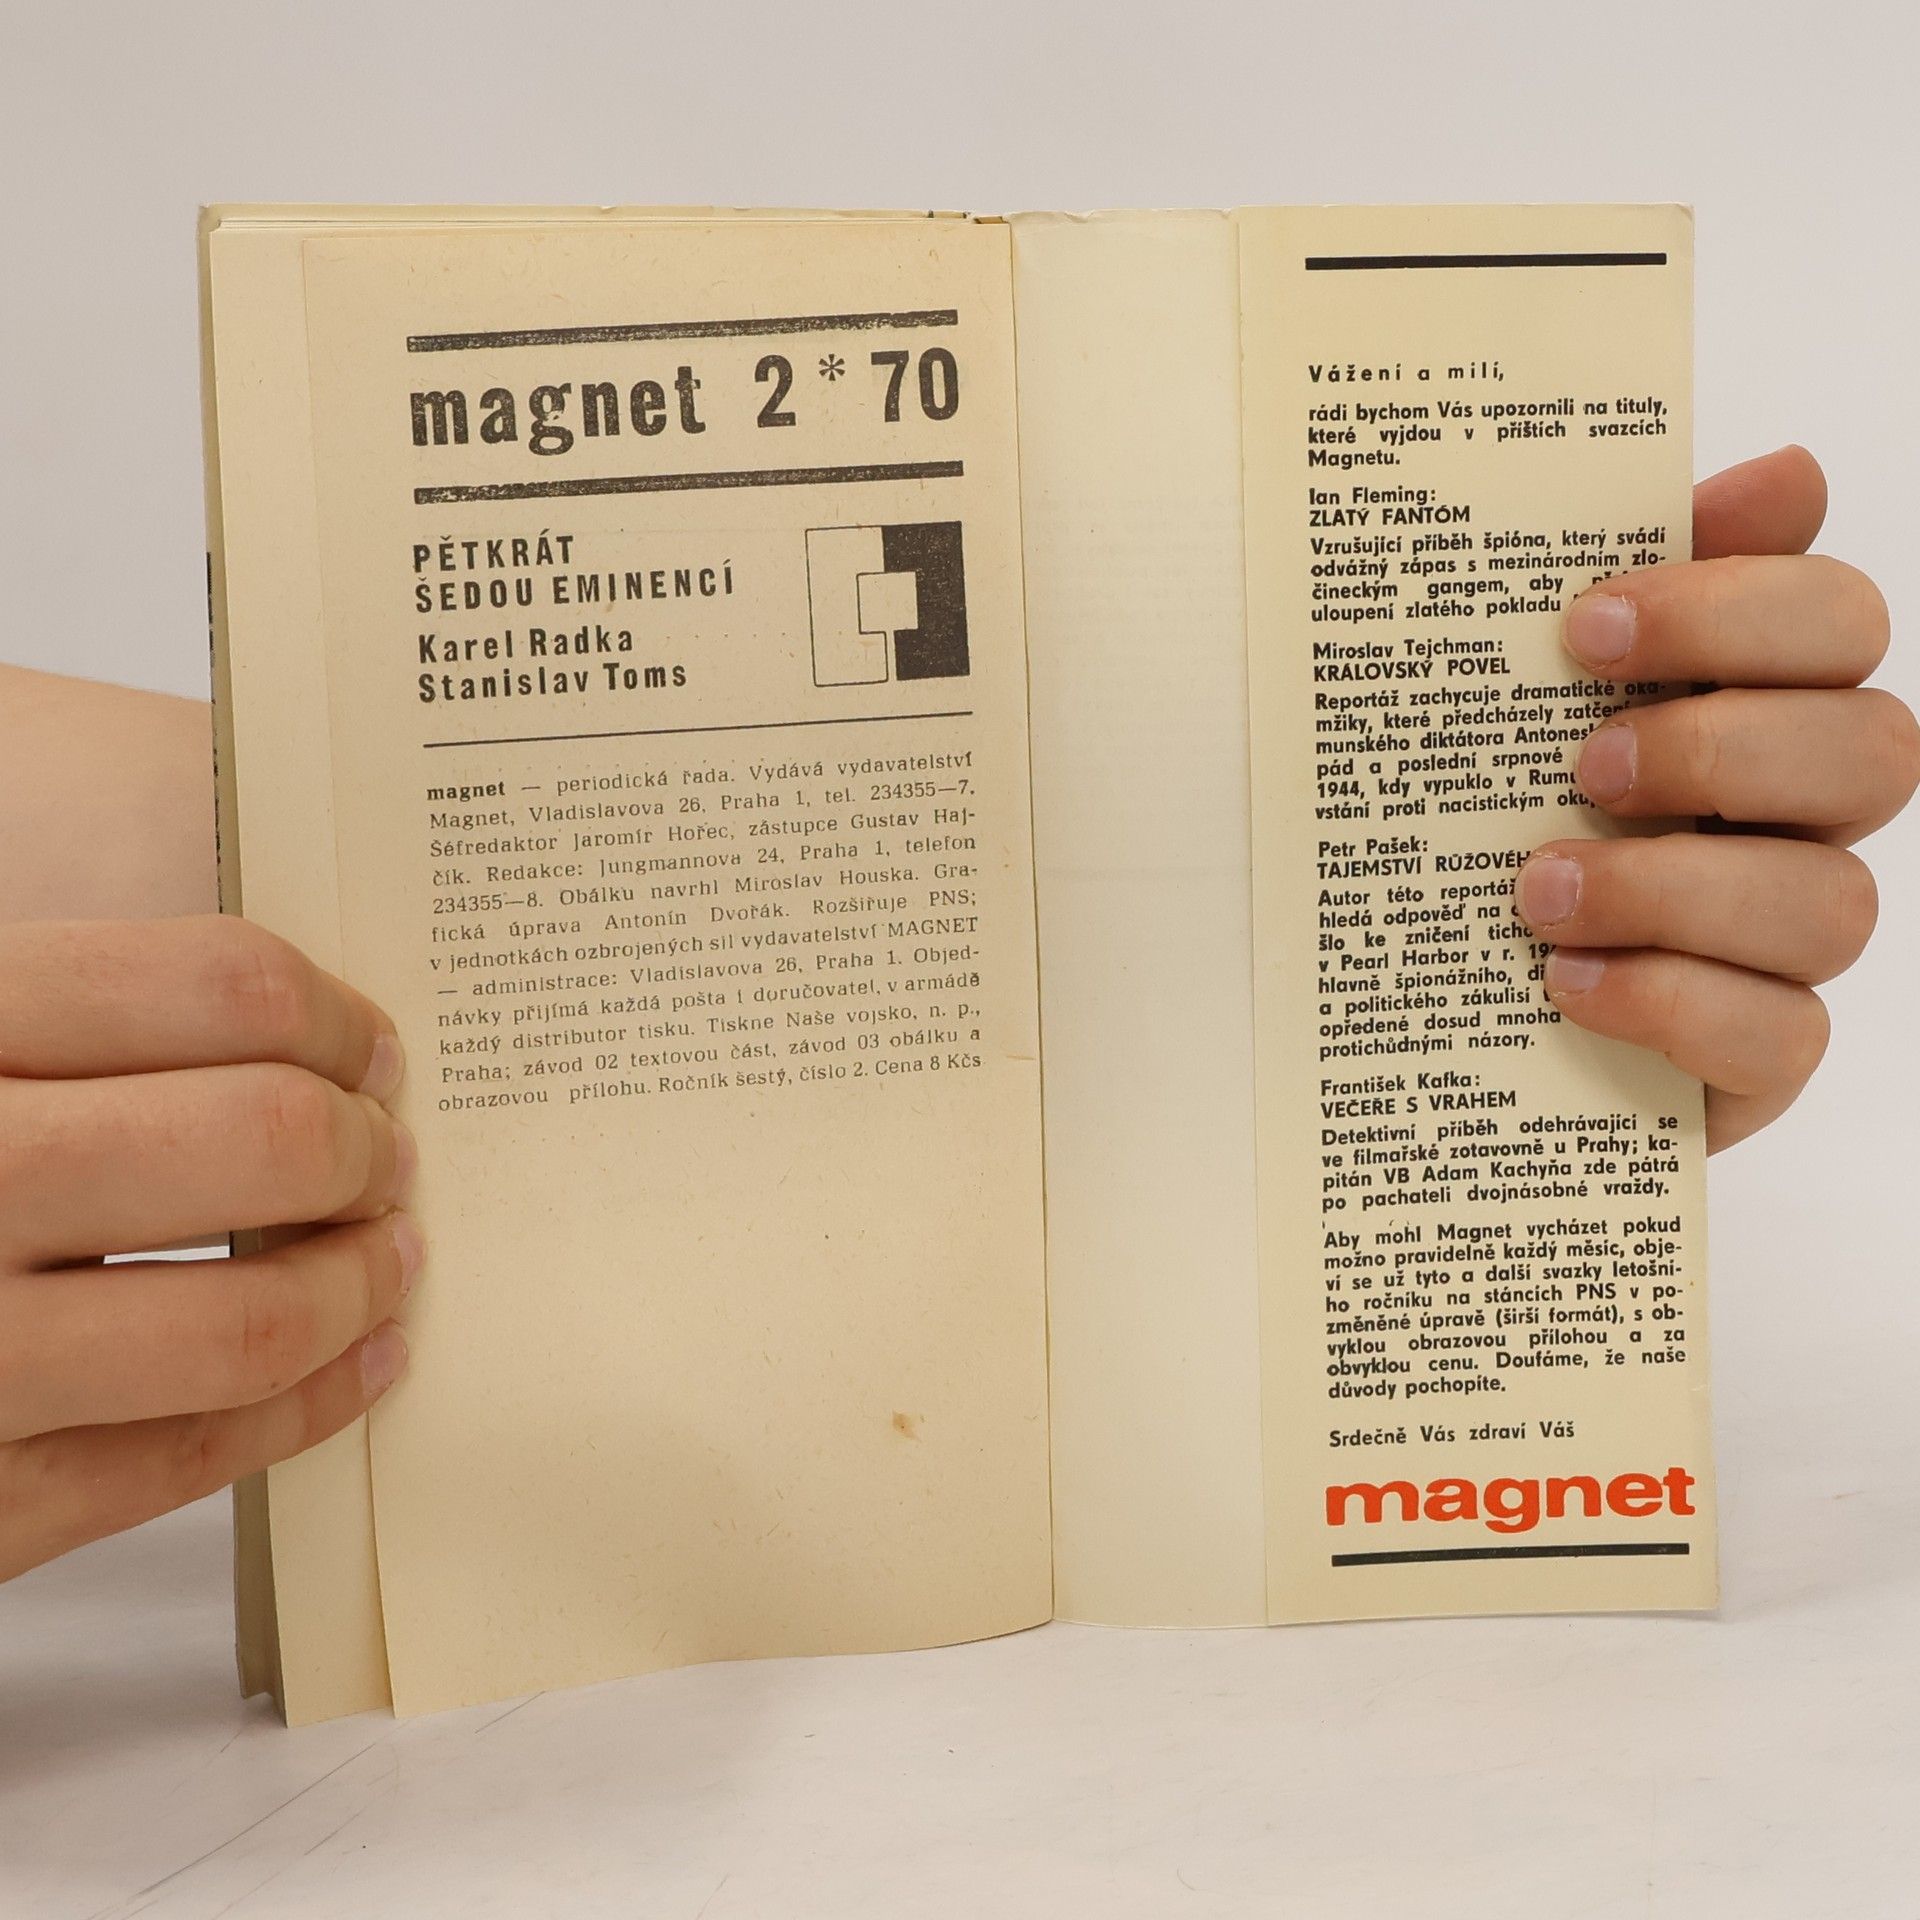 magnet 2 * 70
PĚTKRÁT
ŠEDOU EMINENCÍ
Karel Radka
Stanislav Toms
magnet — periodická řada. Vydává vydavatelství
Magnet, Vladislavova 26, Praha 1, tel. 234355—7.
Šéfredaktor Jaromír Hořec, zástupce Gustav Haj-
čík. Redakce: Jungmannova 24, Praha 1, telefon
234355—8. Obálku navrhl Miroslav Houska. Gra-
fická úprava Antonín Dvořák. Rozšiřuje PNS;
v jednotkách ozbrojených sil vydavatelství MAGNET
— administrace: Vladislavova 26, Praha 1. Objed-
návky přijímá každá pošta i doručovatel, v armádě
každý distributor tisku. Tiskne Naše vojsko, n. p.,
Praha; závod 02 textovou část, závod 03 obálku a
obrazovou přílohu. Ročník šestý, číslo 2. Cena 8 Kčs
Vážení a milí,
rádi bychom Vás upozornili na tituly,
které vyjdou v příštích svazcích
Magnetu.
Ian Fleming:
ZLATÝ FANTÓM
Vzrušující příběh špióna, který svádí
odvážný zápas s mezinárodním zlo-
čineckým gangem, aby
uloupení zlatého pokladu
Miroslav Tejchman:
KRÁLOVSKÝ POVEL
Reportáž zachycuje dramatické oka-
mžiky, které předcházely
munského diktátora
pád a poslední srpnové
1944, kdy vypuklo v
vstání proti nacistickým
Petr Pašek:
TAJEMSTVÍ
Autor této
hledá odpověď na
šlo ke zničení
v Pearl Harbor v r.
hlavně špionážního,
a politického zákulisí
opředené dosud mnoha
protichůdnými názory.
František Kafka:
VEČEŘE S VRAHEM
Detektivní příběh odehrávající se
ve filmařské zotavovně u Prahy; ka-
pitán VB Adam Kachyňa zde pátrá
po pachateli dvojnásobné vraždy.
Aby mohl Magnet vycházet pokud
možno pravidelně každý měsíc, obje-
ví se už tyto a další svazky letošní-
ho ročníku na stáncích PNS v po-
změněné úpravě (širší formát), s ob-
vyklou obrazovou přílohou a za
obvyklou cenu. Doufáme, že naše
důvody pochopíte.
Srdečně Vás zdraví Váš
magnet